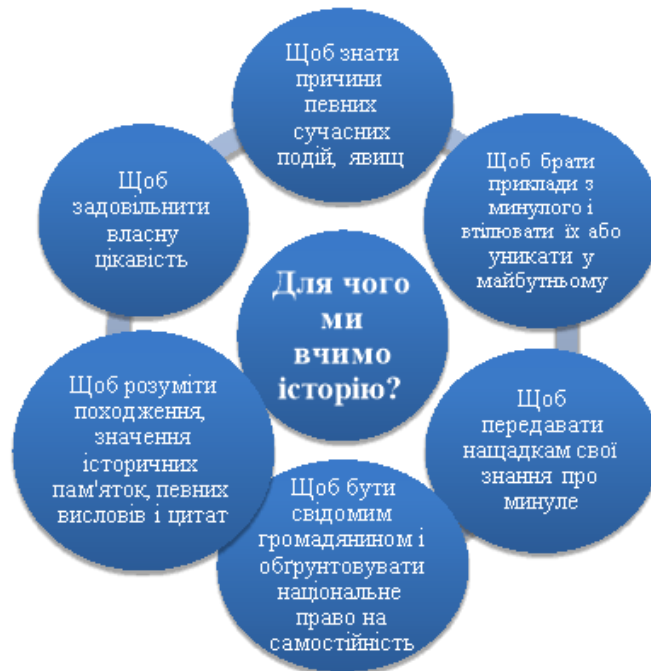 Щоб знати
причини
певних
сучасних
подій, явищ
Щоб брати
приклади з
минулого і
втілювати їх або
уникати у
майбутньому
Щоб
передавати
нащадкам свої
знання про
минуле
Щоб бути
свідомим
громадянином і
обґрунтовувати
національне
право на
самостійність
Щоб розуміти
походження,
значення
історичних
пам'яток, певних
висловів і цитат
Щоб
задовільнити
власну
цікавість
Для чого
ми
вчимо
історію?